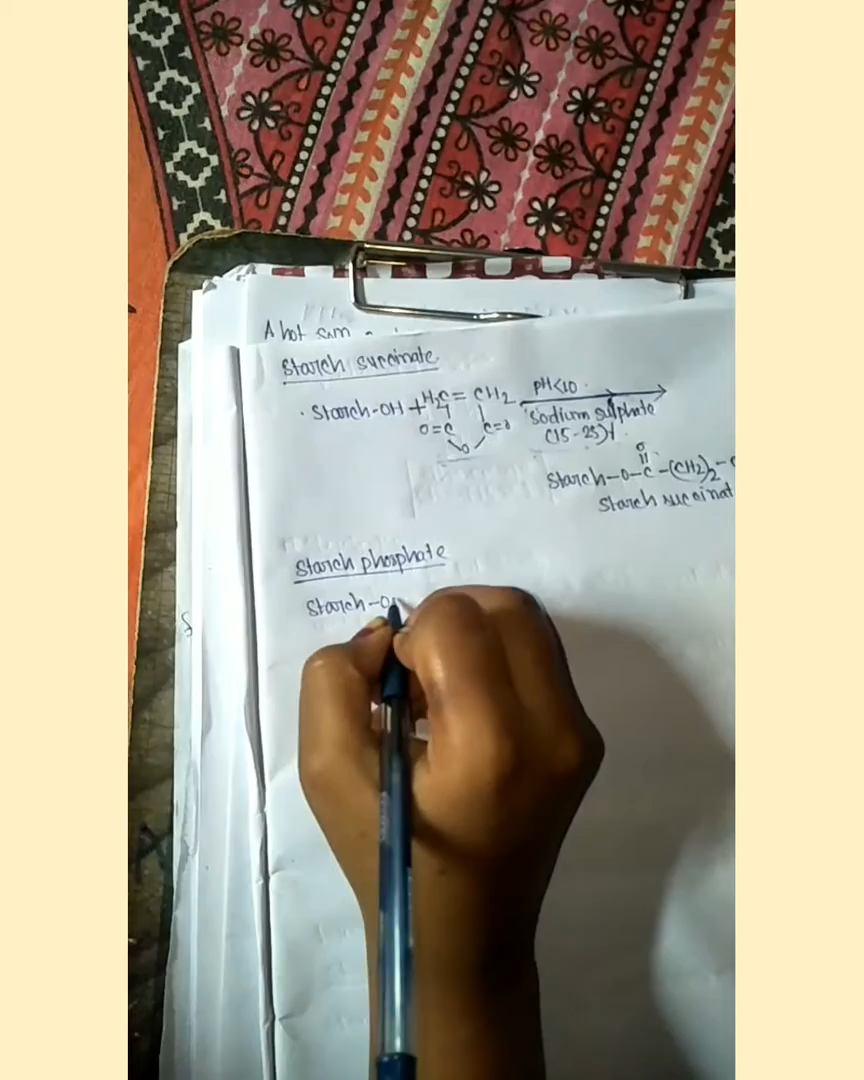 A hot
Starch succinate
Starch-OH + H2C = CH2 pH<10
O=C C=O Sodium sulphate
O (15-25)
O
Starch-O-C-(CH2)2-
Starch succinat
Starch phosphate
Starch-O